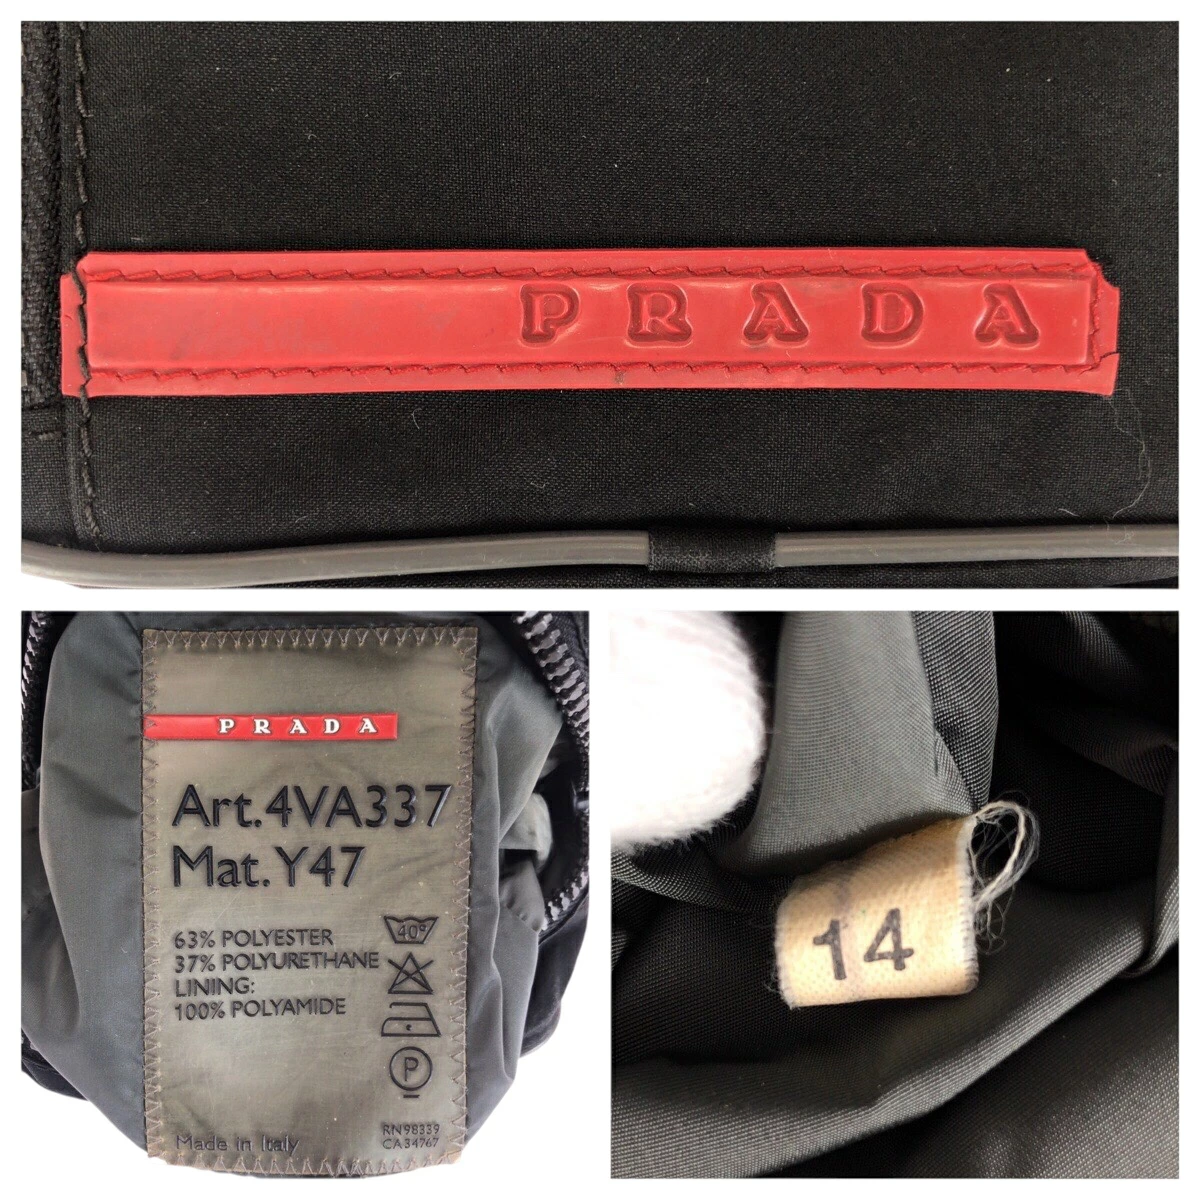 PRADA
PRADA
Art.4VA337
Mat.Y47
63% POLYESTER
37% POLYURETHANE
LINING:
100% POLYAMIDE
40°
P
Made in Italy
RN98339
CA34767
14